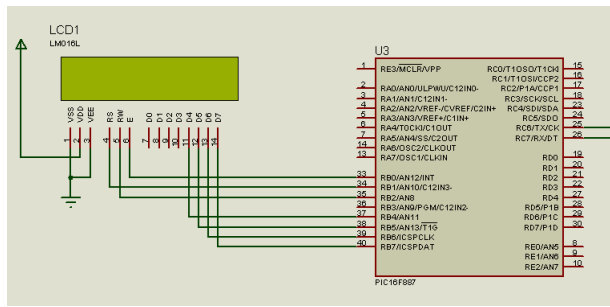 LCD1
LM016L
VSS VDD VEE RS RW E D0 D1 D2 D3 D4 D5 D6 D7
1 2 3 4 5 6 7 8 9 10 11 12 13 14
U3
1 RE3/MCLR/VPP
2 RA0/AN0/ULPWU/C12IN0-
3 RA1/AN1/C12IN1-
4 RA2/AN2/VREF-/CVREF/C2IN+
5 RA3/AN3/VREF+/C1IN+
6 RA4/T0CKI/C1OUT
7 RA5/AN4/SS/C2OUT
14 RA6/OSC2/CLKOUT
13 RA7/OSC1/CLKIN
33 RB0/AN12/INT
34 RB1/AN10/C12IN3-
35 RB2/AN8
36 RB3/AN9/PGM/C12IN2-
37 RB4/AN11
38 RB5/AN13/T1G
39 RB6/ICSPCLK
40 RB7/ICSPDAT
RC0/T1OSO/T1CKI 15
RC1/T1OSI/CCP2 16
RC2/P1A/CCP1 17
RC3/SCK/SCL 18
RC4/SDI/SDA 23
RC5/SDO 24
RC6/TX/CK 25
RC7/RX/DT 26
RD0 19
RD1 20
RD2 21
RD3 22
RD4 27
RD5/P1B 28
RD6/P1C 29
RD7/P1D 30
RE0/AN5 8
RE1/AN6 9
RE2/AN7 10
PIC16F887